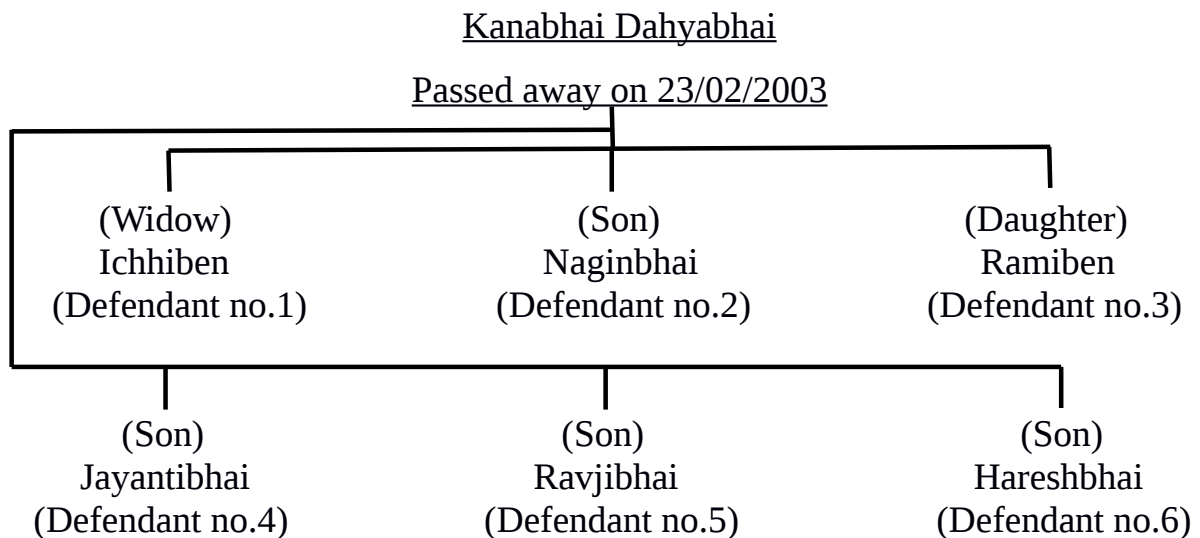 Kanabhai Dahyabhai
Passed away on 23/02/2003
(Widow)
Ichhiben
(Defendant no.1)
(Son)
Naginbhai
(Defendant no.2)
(Daughter)
Ramiben
(Defendant no.3)
(Son)
Jayantibhai
(Defendant no.4)
(Son)
Ravjibhai
(Defendant no.5)
(Son)
Hareshbhai
(Defendant no.6)